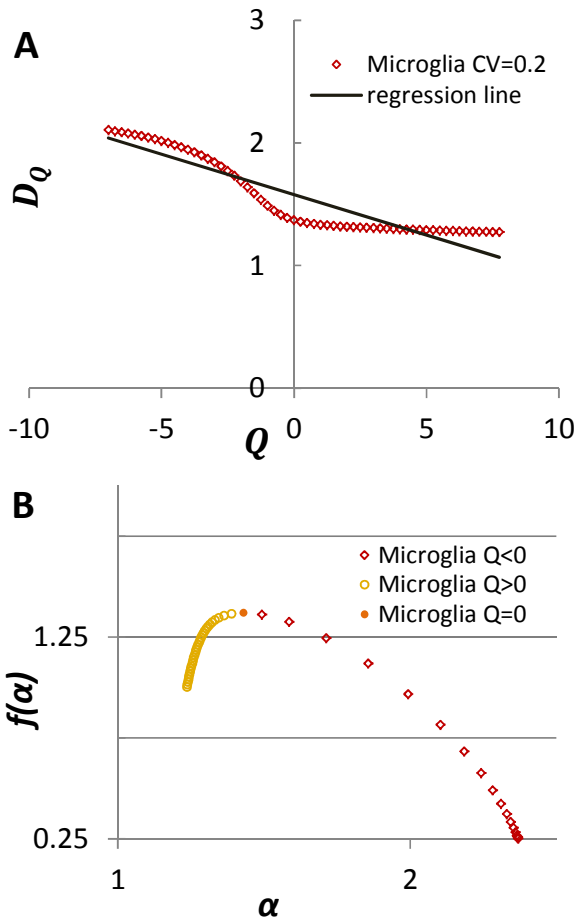 A
3
Microglia CV=0.2
regression line
2
D_Q
1
0
-10
-5
0
5
10
Q
B
Microglia Q<0
Microglia Q>0
Microglia Q=0
1.25
f(α)
0.25
1
2
α